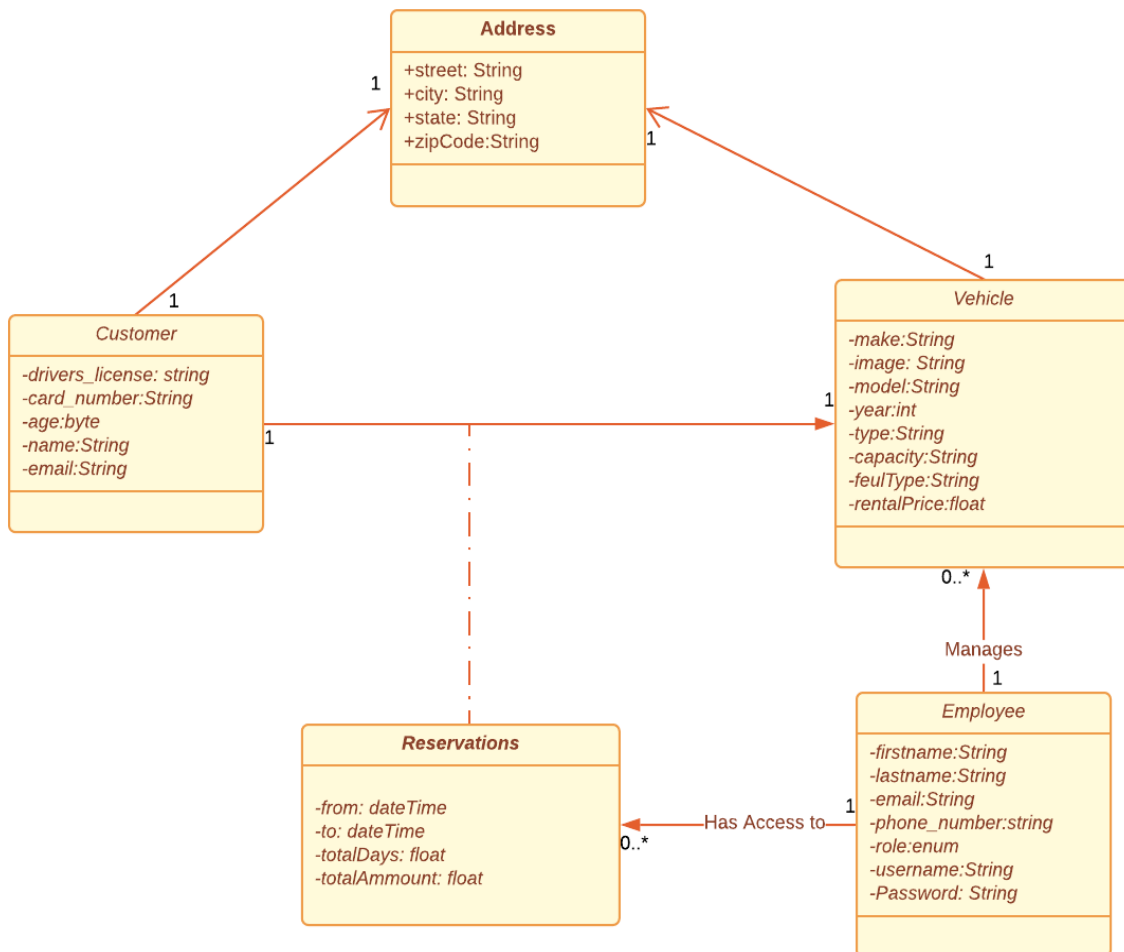 Address
+street: String
+city: String
+state: String
+zipCode:String
1
1
1
1
Customer
-drivers_license: string
-card_number:String
-age:byte
-name:String
-email:String
1
1
Vehicle
-make:String
-image: String
-model:String
-year:int
-type:String
-capacity:String
-feulType:String
-rentalPrice:float
0..*
Manages
1
Reservations
-from: dateTime
-to: dateTime
-totalDays: float
-totalAmmount: float
0..*
Has Access to
1
Employee
-firstname:String
-lastname:String
-email:String
-phone_number:string
-role:enum
-username:String
-Password: String